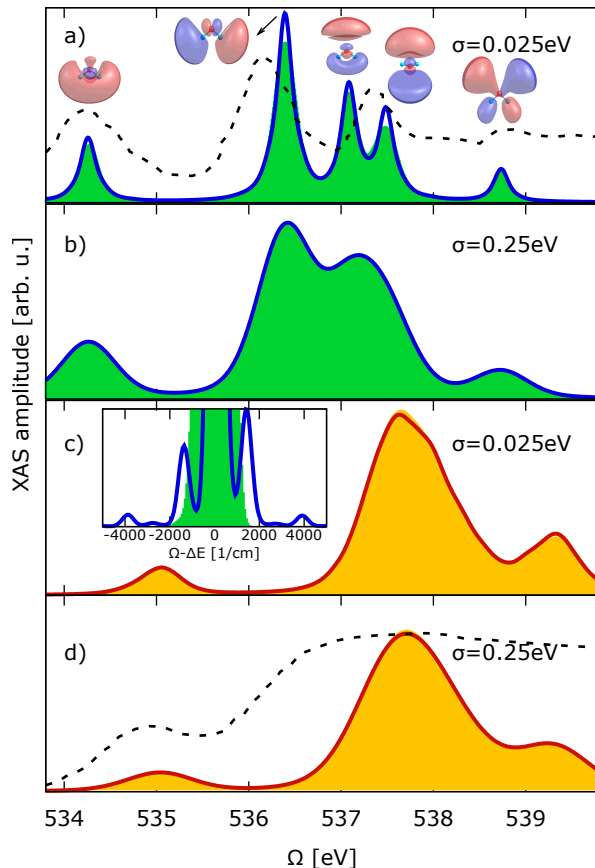 a)
σ=0.025eV
b)
σ=0.25eV
XAS amplitude [arb. u.]
c)
σ=0.025eV
-4000 -2000 0 2000 4000
Ω-ΔE [1/cm]
d)
σ=0.25eV
534 535 536 537 538 539
Ω [eV]